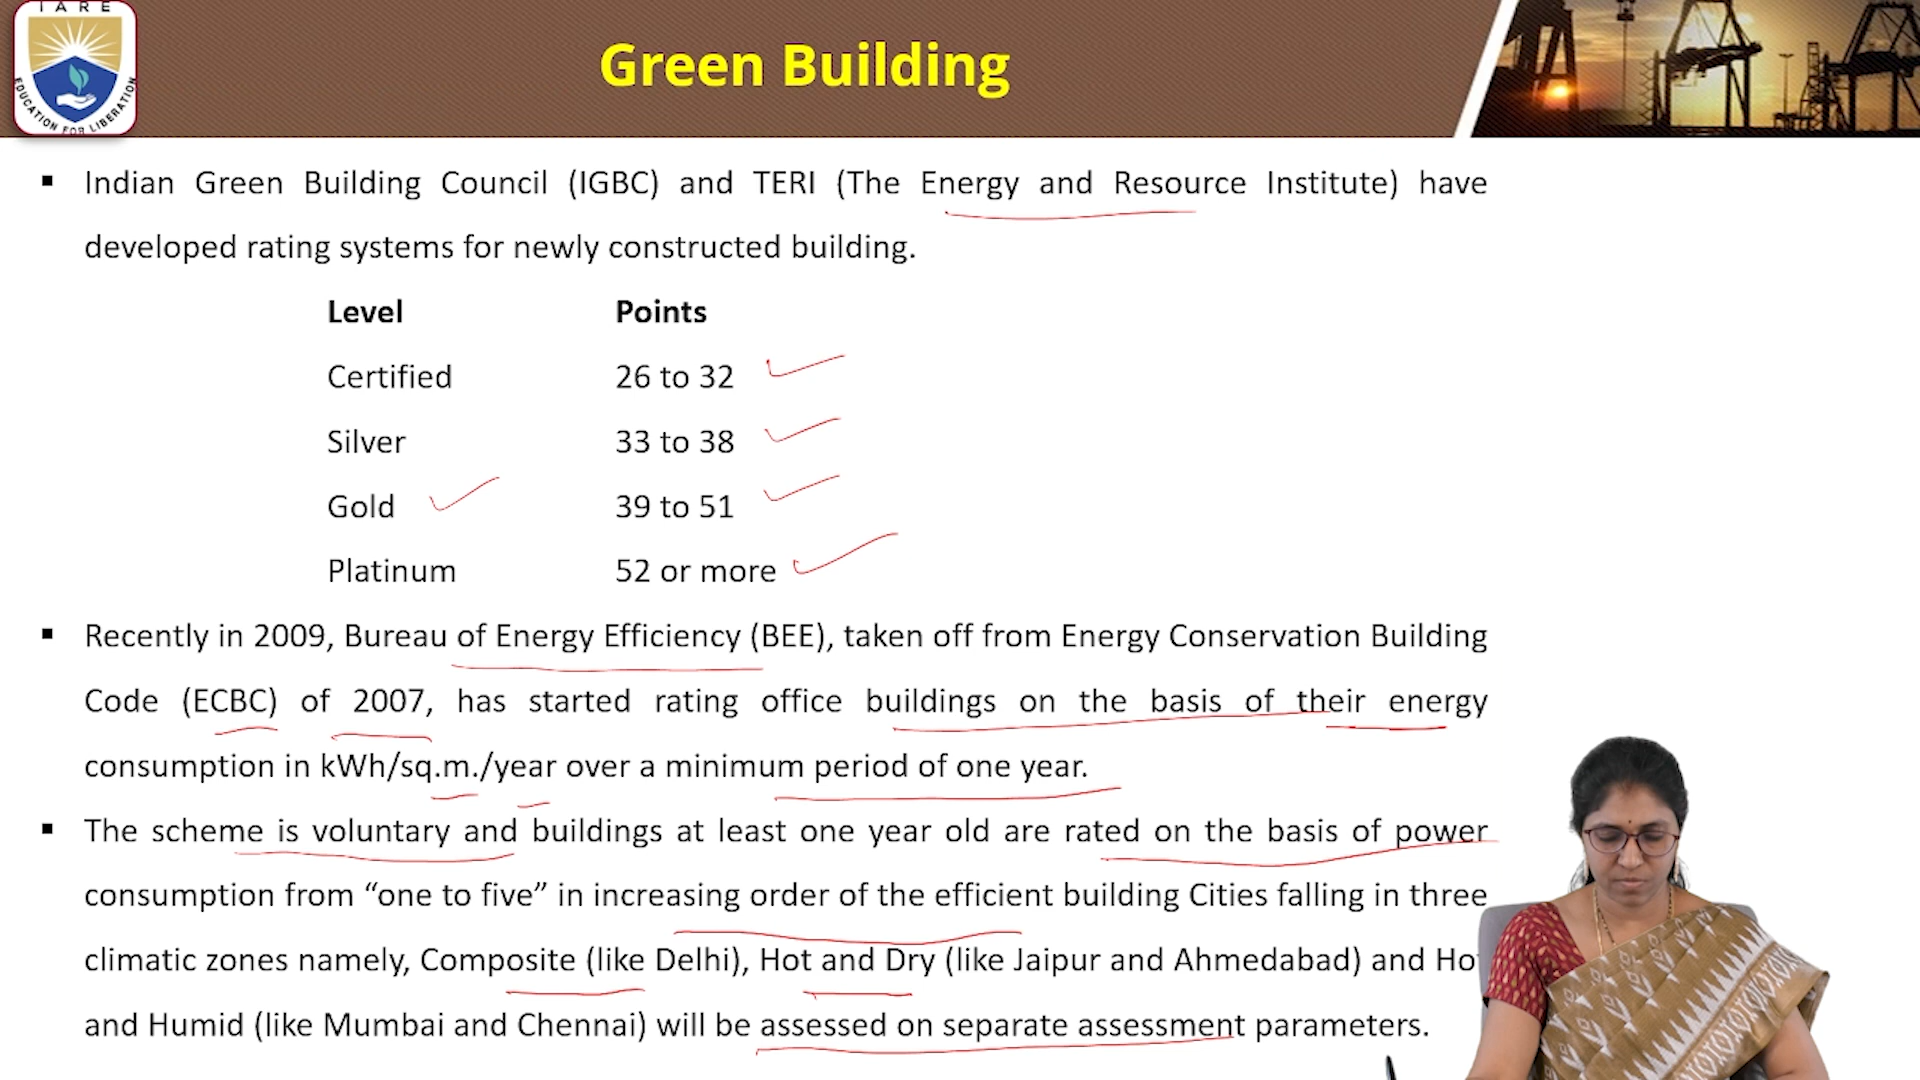 IARE
EDUCATION FOR LIBERATION
Green Building
▪ Indian Green Building Council (IGBC) and TERI (The Energy and Resource Institute) have
developed rating systems for newly constructed building.
Level Points
Certified 26 to 32
Silver 33 to 38
Gold 39 to 51
Platinum 52 or more
▪ Recently in 2009, Bureau of Energy Efficiency (BEE), taken off from Energy Conservation Building
Code (ECBC) of 2007, has started rating office buildings on the basis of their energy
consumption in kWh/sq.m./year over a minimum period of one year.
▪ The scheme is voluntary and buildings at least one year old are rated on the basis of power
consumption from “one to five” in increasing order of the efficient building Cities falling in three
climatic zones namely, Composite (like Delhi), Hot and Dry (like Jaipur and Ahmedabad) and Hot
and Humid (like Mumbai and Chennai) will be assessed on separate assessment parameters.